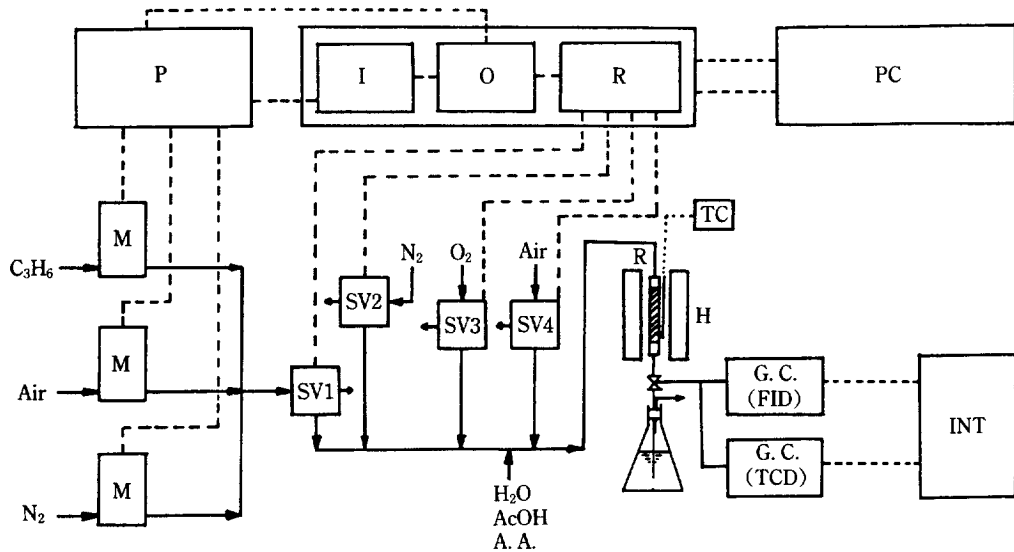 P
I
O
R
PC
M
C₃H₆
M
Air
M
N₂
SV1
SV2
N₂
O₂
SV3
Air
SV4
H₂O
AcOH
A. A.
R
TC
H
G. C.
(FID)
G. C.
(TCD)
INT